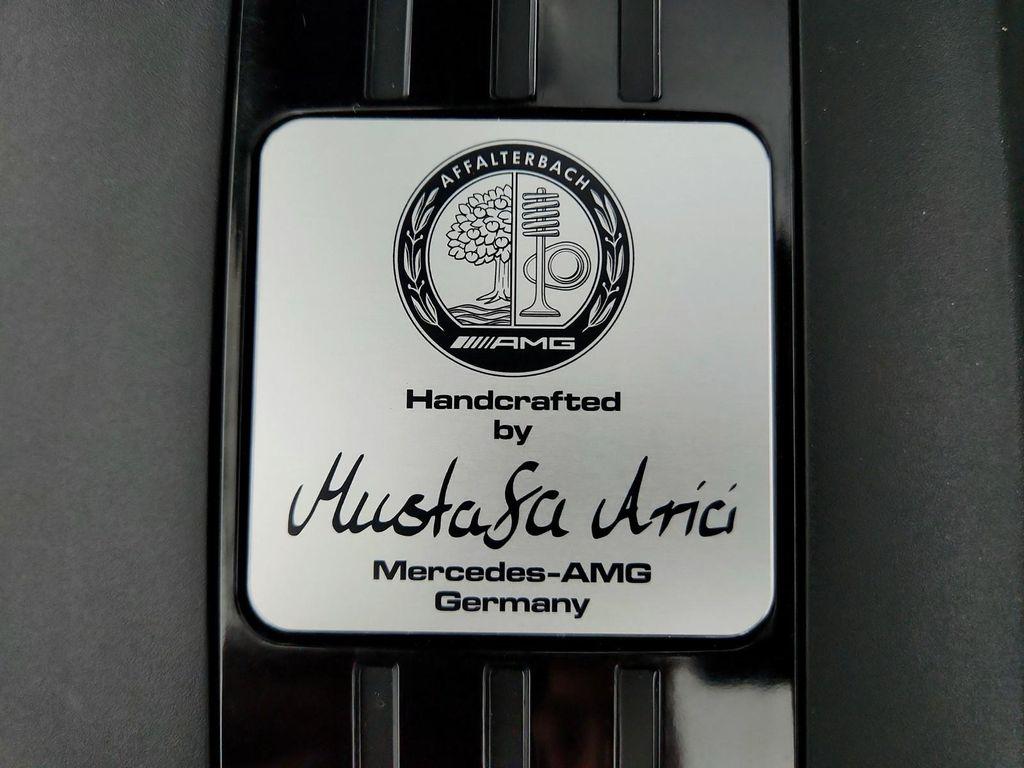 AFFALTERBACH
AMG
Handcrafted
by
Mustafa Arici
Mercedes-AMG
Germany